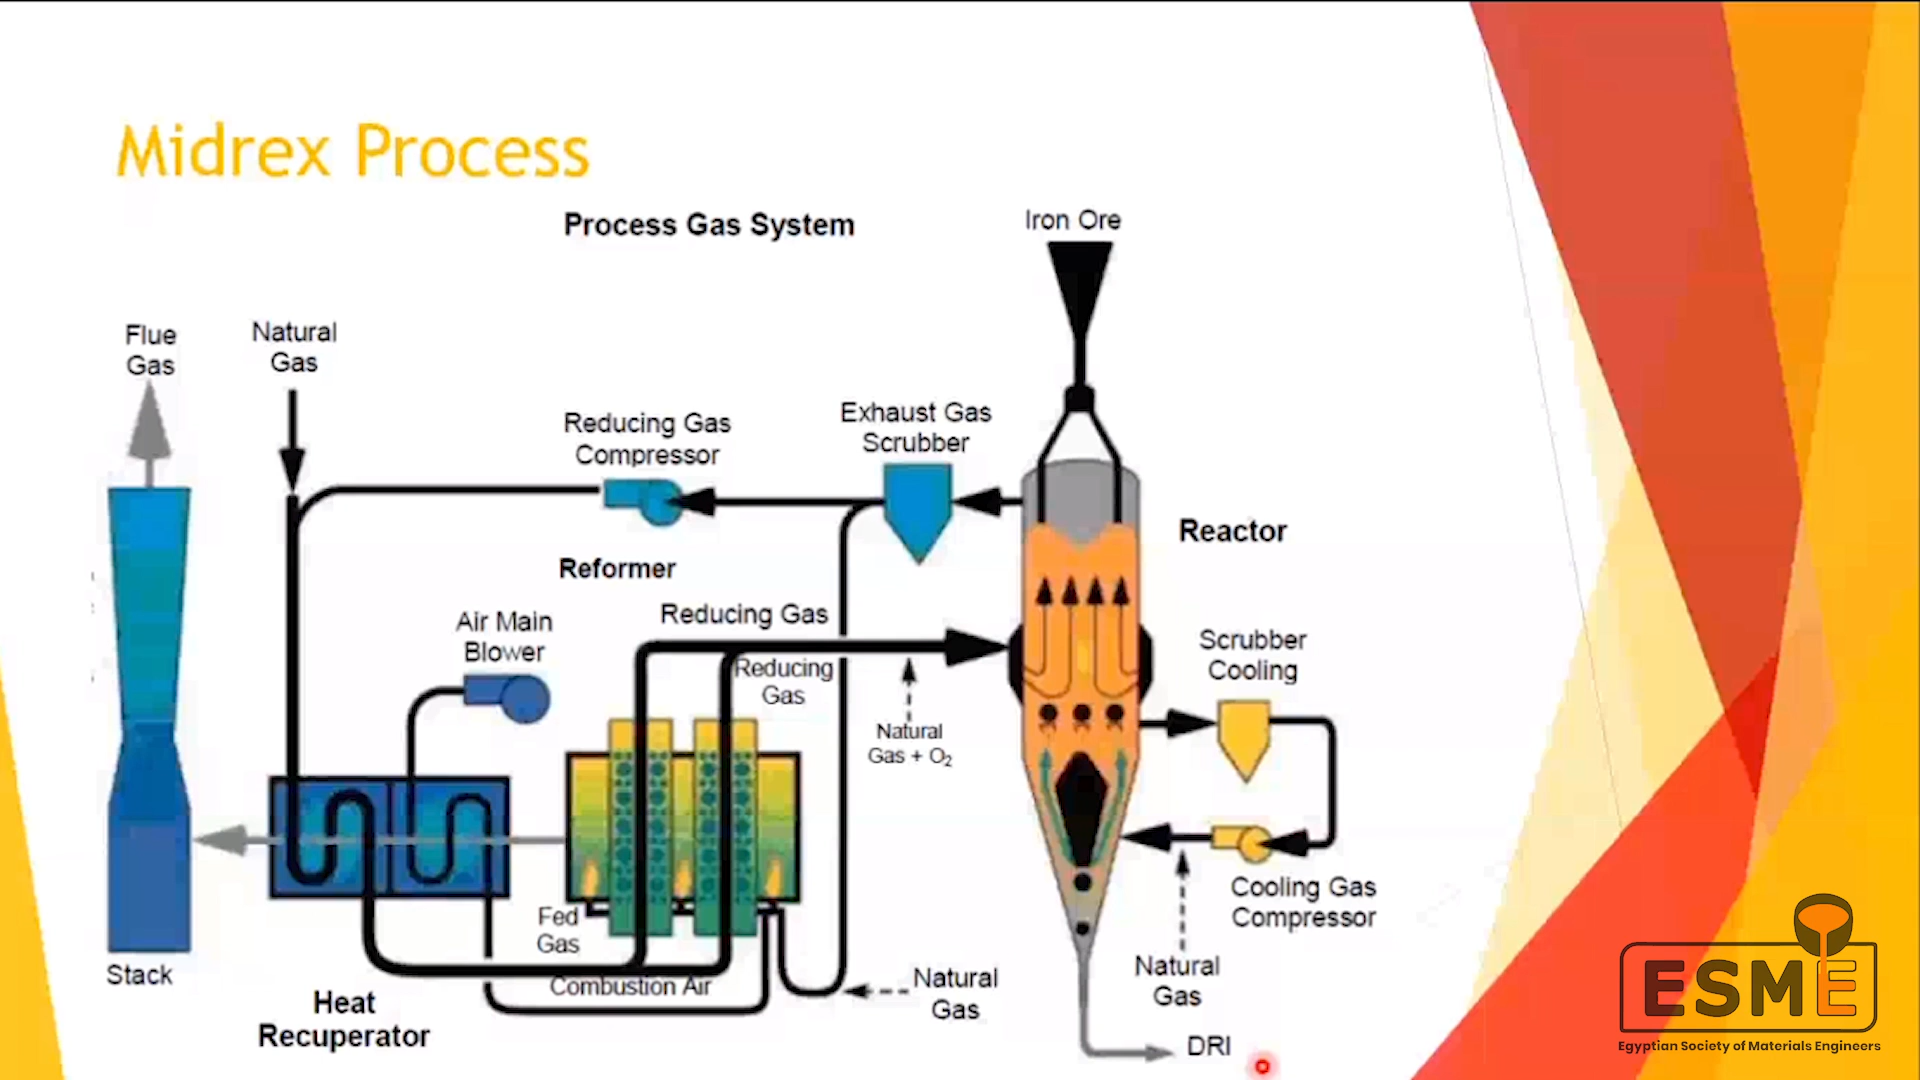 Midrex Process
Process Gas System
Iron Ore
Flue
Gas
Natural
Gas
Reducing Gas
Compressor
Exhaust Gas
Scrubber
Reactor
Reformer
Reducing Gas
Air Main
Blower
Reducing
Gas
Scrubber
Cooling
Natural
Gas + O₂
Fed
Gas
Cooling Gas
Compressor
Stack
Combustion Air
Natural
Gas
Natural
Gas
Heat
Recuperator
DRI
ESME
Egyptian Society of Materials Engineers